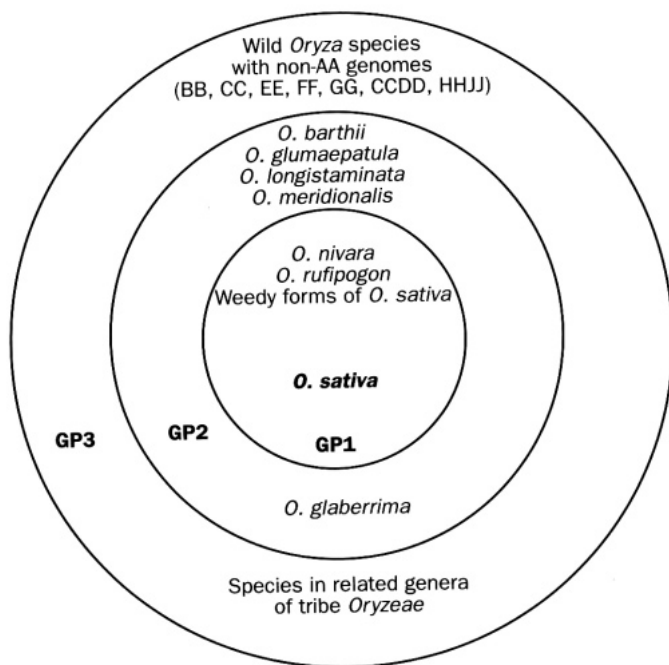 Wild Oryza species
with non-AA genomes
(BB, CC, EE, FF, GG, CCDD, HHJJ)
O. barthii
O. glumaepatula
O. longistaminata
O. meridionalis
O. nivara
O. rufipogon
Weedy forms of O. sativa
O. sativa
GP3
GP2
GP1
O. glaberrima
Species in related genera
of tribe Oryzeae